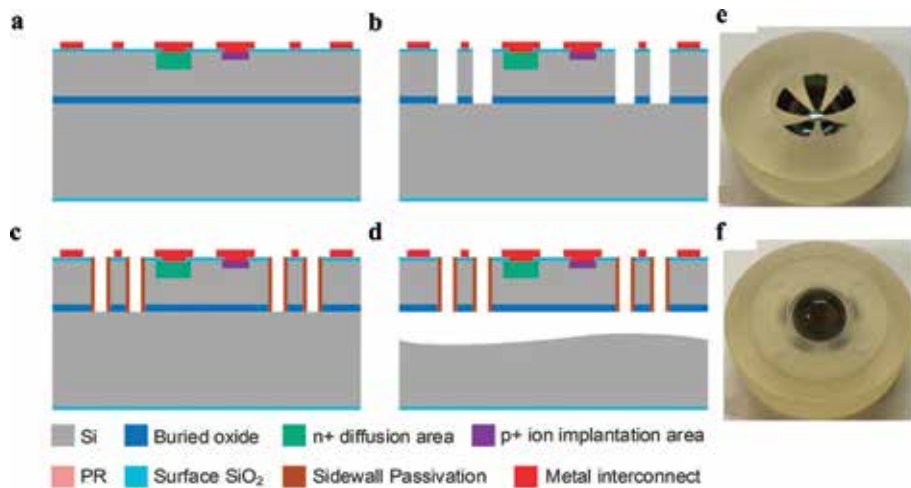 a
b
e
c
d
f
Si
Buried oxide
n+ diffusion area
p+ ion implantation area
PR
Surface SiO₂
Sidewall Passivation
Metal interconnect